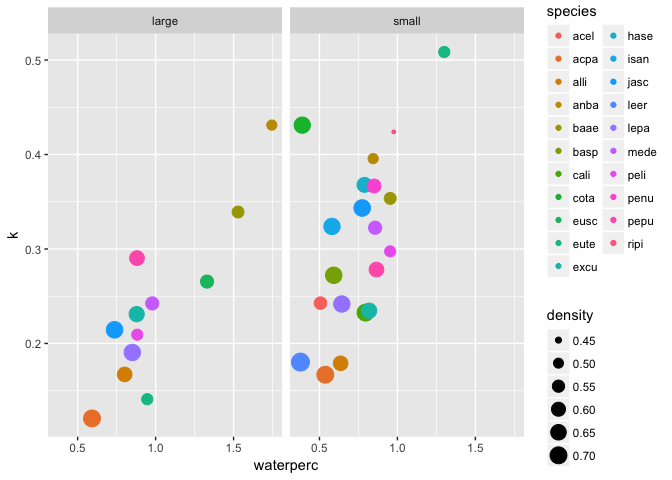 large
small
0.5
0.4
0.3
0.2
k
0.5
1.0
1.5
0.5
1.0
1.5
waterperc
species
acel hase
acpa isan
alli jasc
anba leer
baae lepa
basp mede
cali peli
cota penu
eusc pepu
eute ripi
excu
density
0.45
0.50
0.55
0.60
0.65
0.70